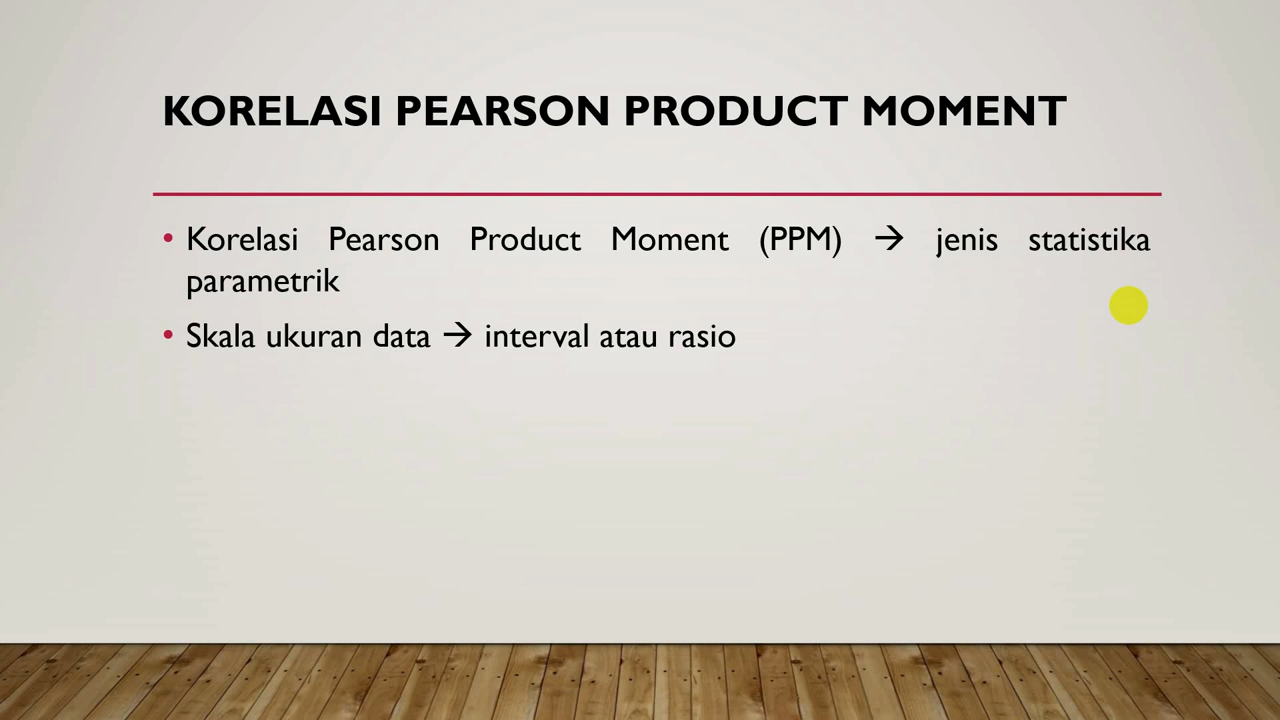 KORELASI PEARSON PRODUCT MOMENT
• Korelasi Pearson Product Moment (PPM) → jenis statistika
parametrik
• Skala ukuran data → interval atau rasio